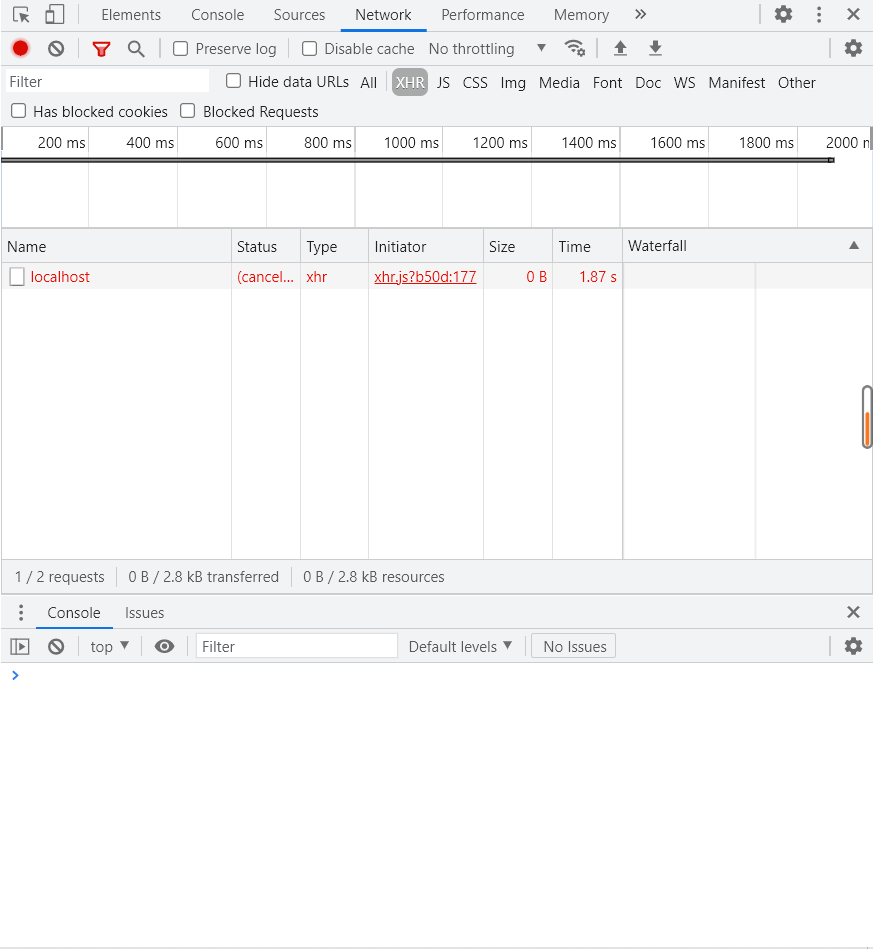 Elements Console Sources Network Performance Memory »
Preserve log Disable cache No throttling
Filter Hide data URLs All XHR JS CSS Img Media Font Doc WS Manifest Other
Has blocked cookies Blocked Requests
200 ms 400 ms 600 ms 800 ms 1000 ms 1200 ms 1400 ms 1600 ms 1800 ms 2000 n
Name Status Type Initiator Size Time Waterfall
localhost (cancel... xhr xhr.js?b50d:177 0 B 1.87 s
1 / 2 requests 0 B / 2.8 kB transferred 0 B / 2.8 kB resources
Console Issues
top Filter Default levels No Issues